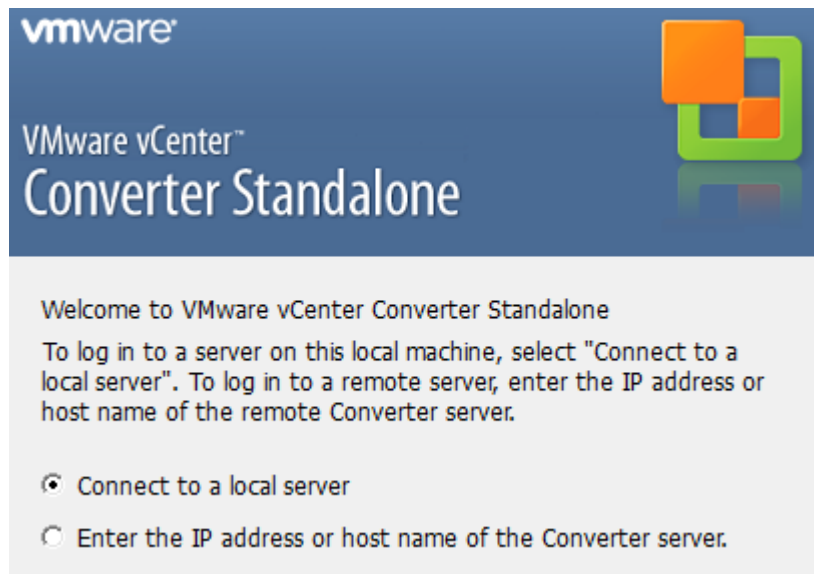 vmware®
VMware vCenter™
Converter Standalone
Welcome to VMware vCenter Converter Standalone
To log in to a server on this local machine, select "Connect to a
local server". To log in to a remote server, enter the IP address or
host name of the remote Converter server.
Connect to a local server
Enter the IP address or host name of the Converter server.